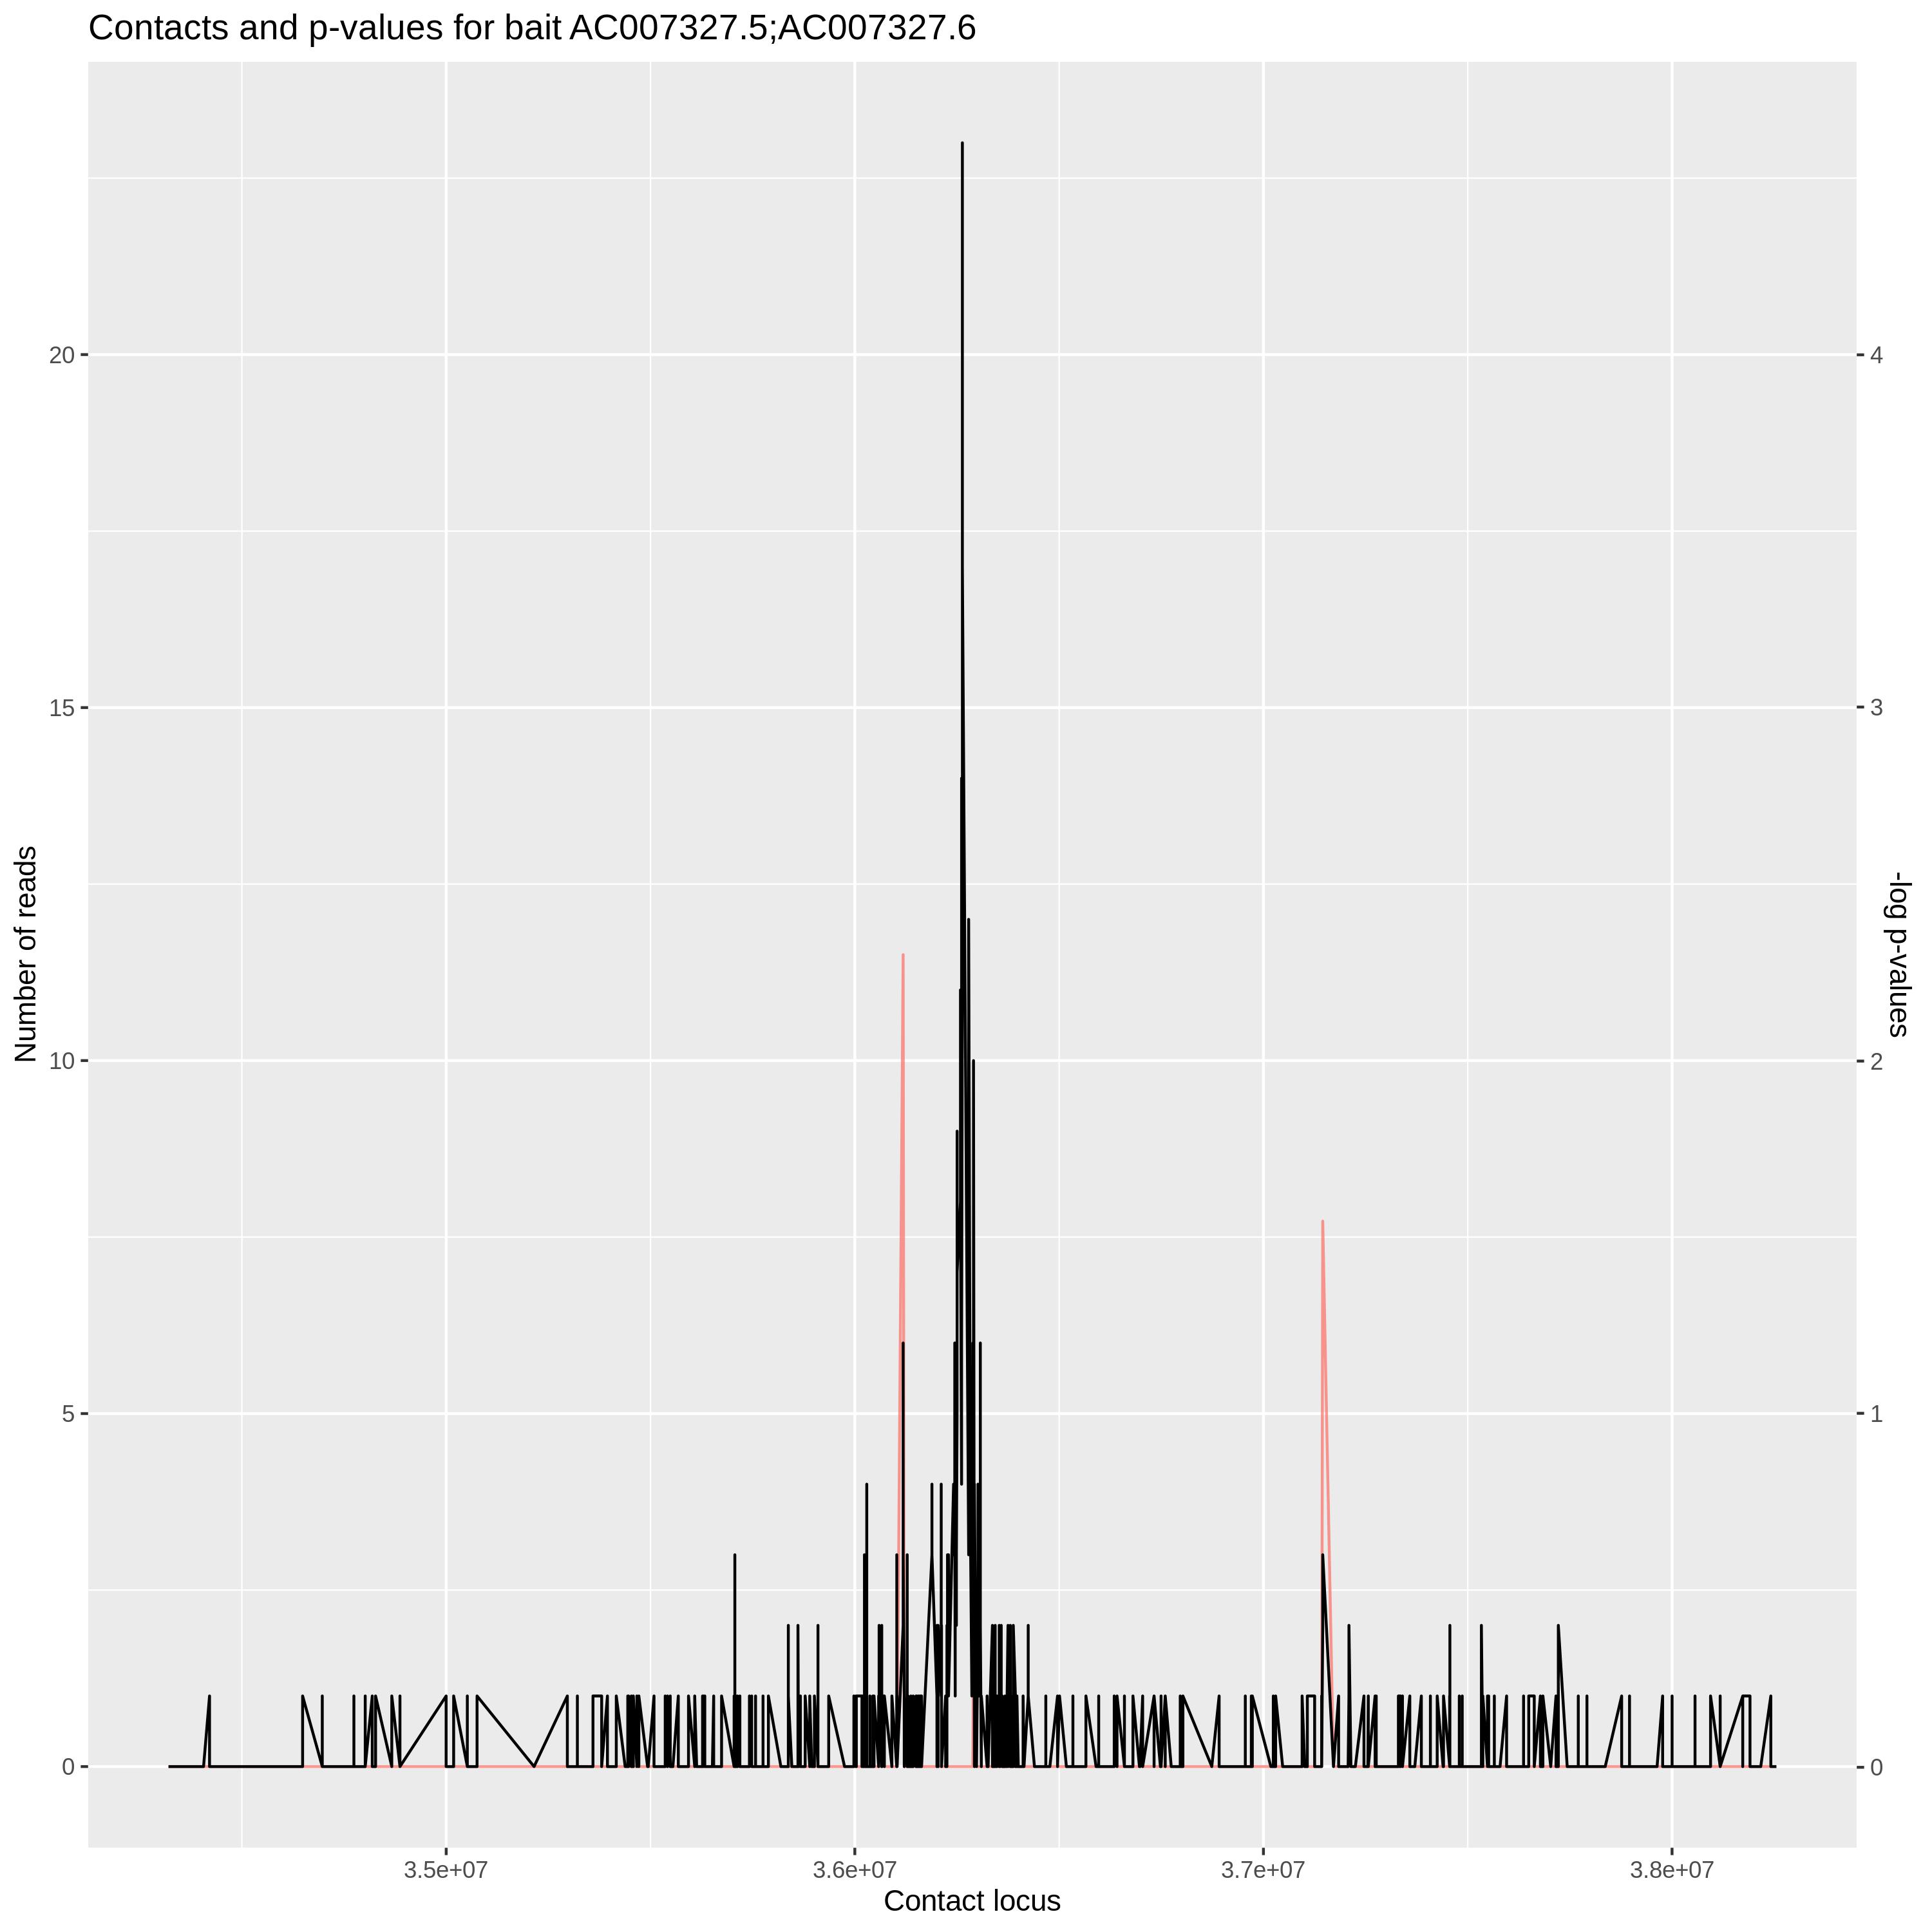 Contacts and p-values for bait AC007327.5;AC007327.6
Number of reads
20
15
10
5
0
4
3
2
1
0
-log p-values
3.5e+07
3.6e+07
3.7e+07
3.8e+07
Contact locus